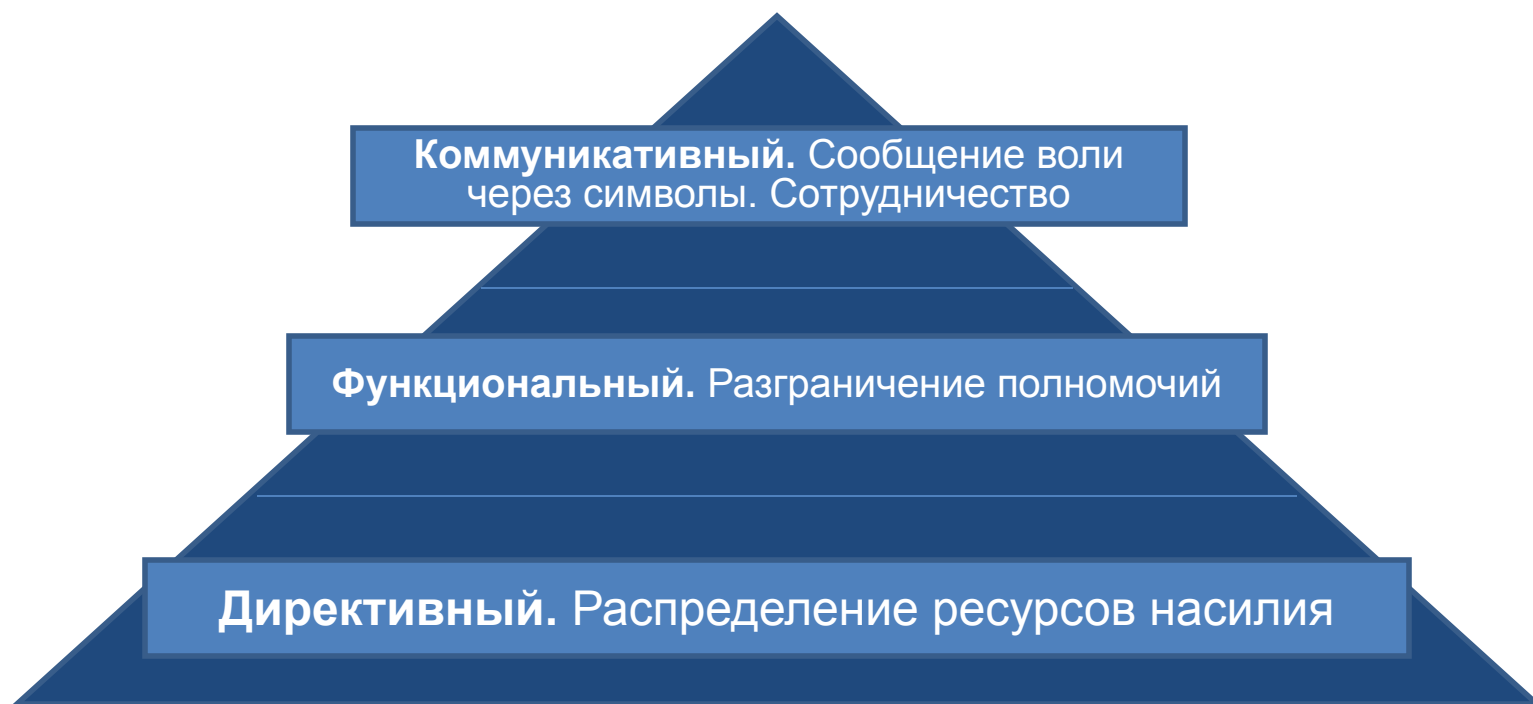 Коммуникативный. Сообщение воли
через символы. Сотрудничество
Функциональный. Разграничение полномочий
Директивный. Распределение ресурсов насилия